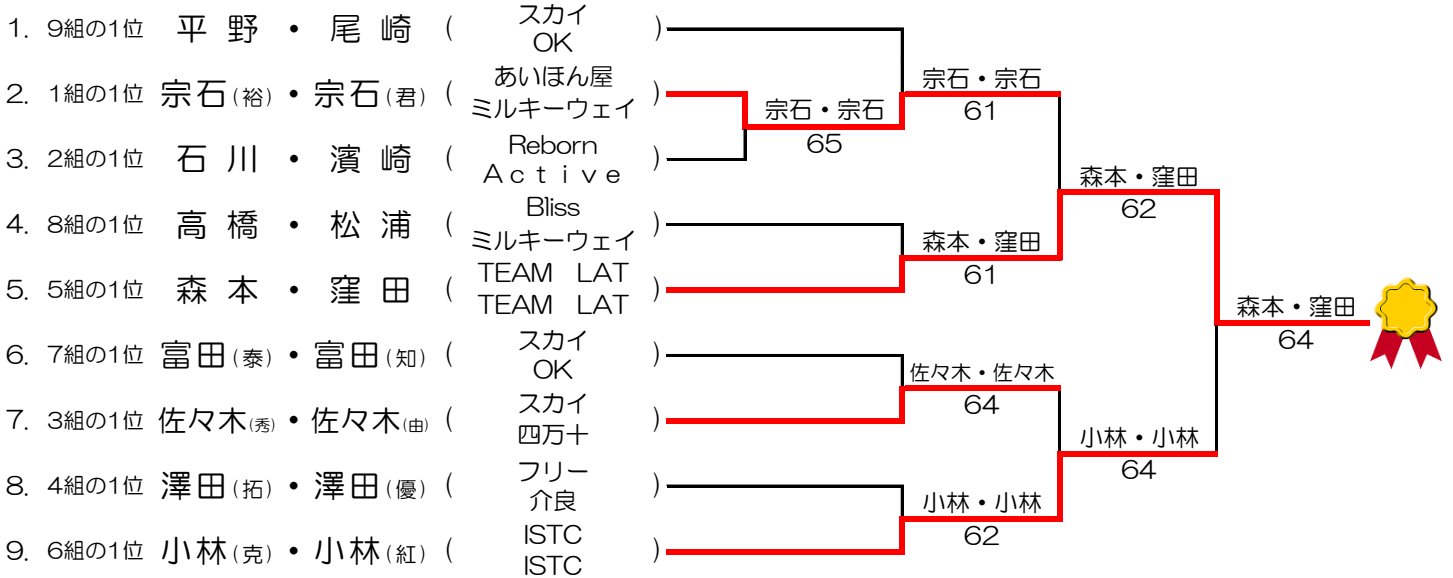 1. 9組の1位 平野・尾崎 ( スカイ
OK )
2. 1組の1位 宗石(裕)・宗石(君) ( あいほん屋
ミルキーウェイ )
3. 2組の1位 石川・濱崎 ( Reborn
Active )
4. 8組の1位 高橋・松浦 ( Bliss
ミルキーウェイ )
5. 5組の1位 森本・窪田 ( TEAM LAT
TEAM LAT )
6. 7組の1位 富田(泰)・富田(知) ( スカイ
OK )
7. 3組の1位 佐々木(秀)・佐々木(由) ( スカイ
四万十 )
8. 4組の1位 澤田(拓)・澤田(優) ( フリー
介良 )
9. 6組の1位 小林(克)・小林(紅) ( ISTC
ISTC )
宗石・宗石
65
宗石・宗石
61
森本・窪田
61
佐々木・佐々木
64
小林・小林
62
森本・窪田
62
小林・小林
64
森本・窪田
64